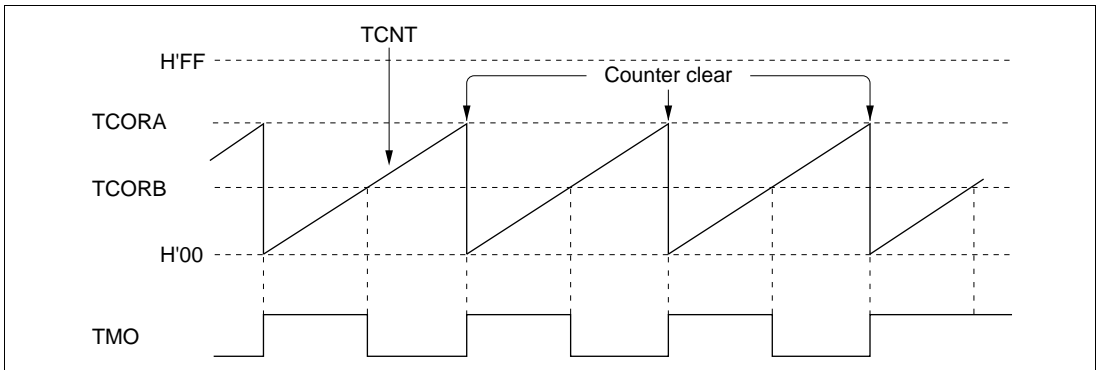 TCNT
H'FF
Counter clear
TCORA
TCORB
H'00
TMO